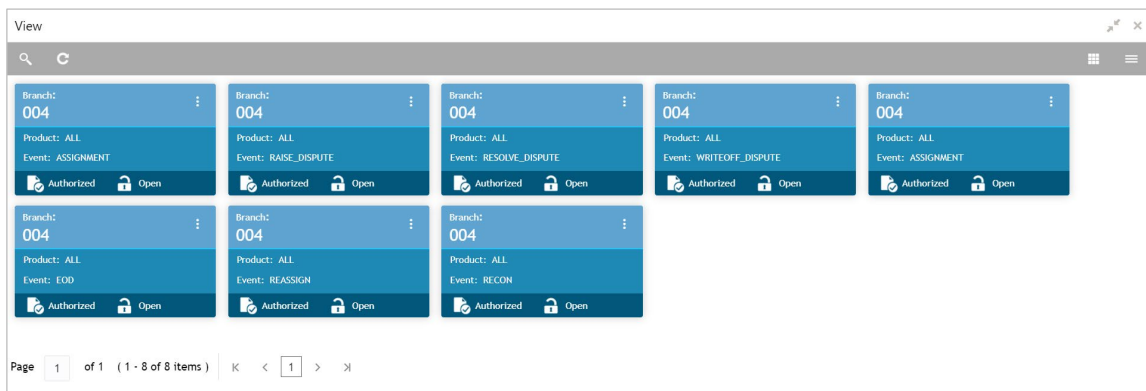 View
Branch:
004
Product: ALL
Event: ASSIGNMENT
Authorized Open
Branch:
004
Product: ALL
Event: RAISE_DISPUTE
Authorized Open
Branch:
004
Product: ALL
Event: RESOLVE_DISPUTE
Authorized Open
Branch:
004
Product: ALL
Event: WRITEOFF_DISPUTE
Authorized Open
Branch:
004
Product: ALL
Event: ASSIGNMENT
Authorized Open
Branch:
004
Product: ALL
Event: EOD
Authorized Open
Branch:
004
Product: ALL
Event: REASSIGN
Authorized Open
Branch:
004
Product: ALL
Event: RECON
Authorized Open
Page 1 of 1 ( 1 - 8 of 8 items ) 1